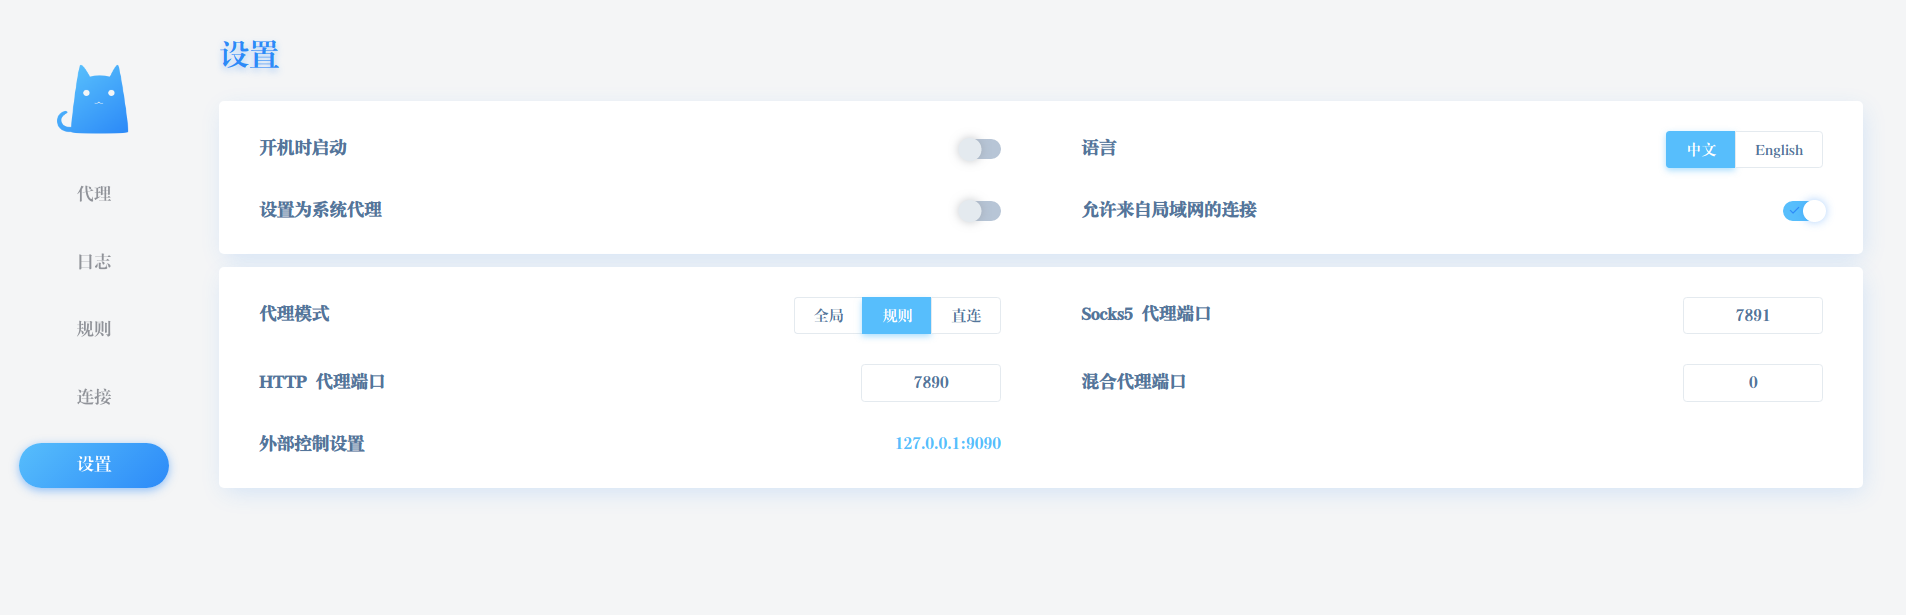 设置
代理
日志
规则
连接
设置
开机时启动
语言
中文 English
设置为系统代理
允许来自局域网的连接
代理模式
全局 规则 直连
Socks5 代理端口
7891
HTTP 代理端口
7890
混合代理端口
0
外部控制设置
127.0.0.1:9090